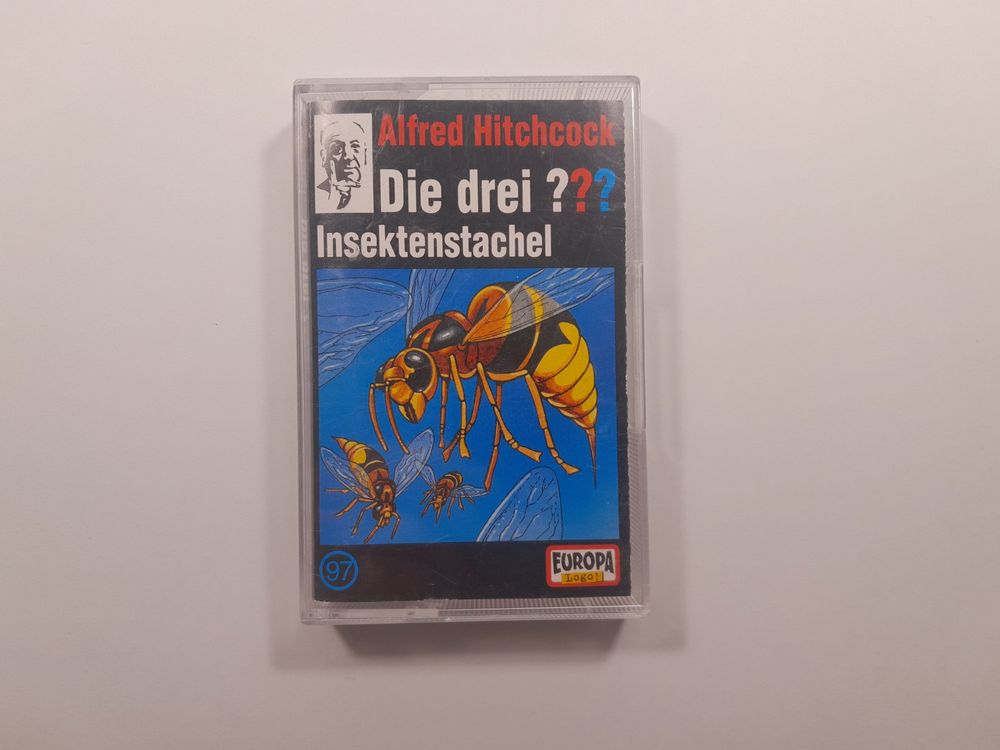 Alfred Hitchcock
Die drei ???
Insektenstachel
97
EUROPA
Logo!